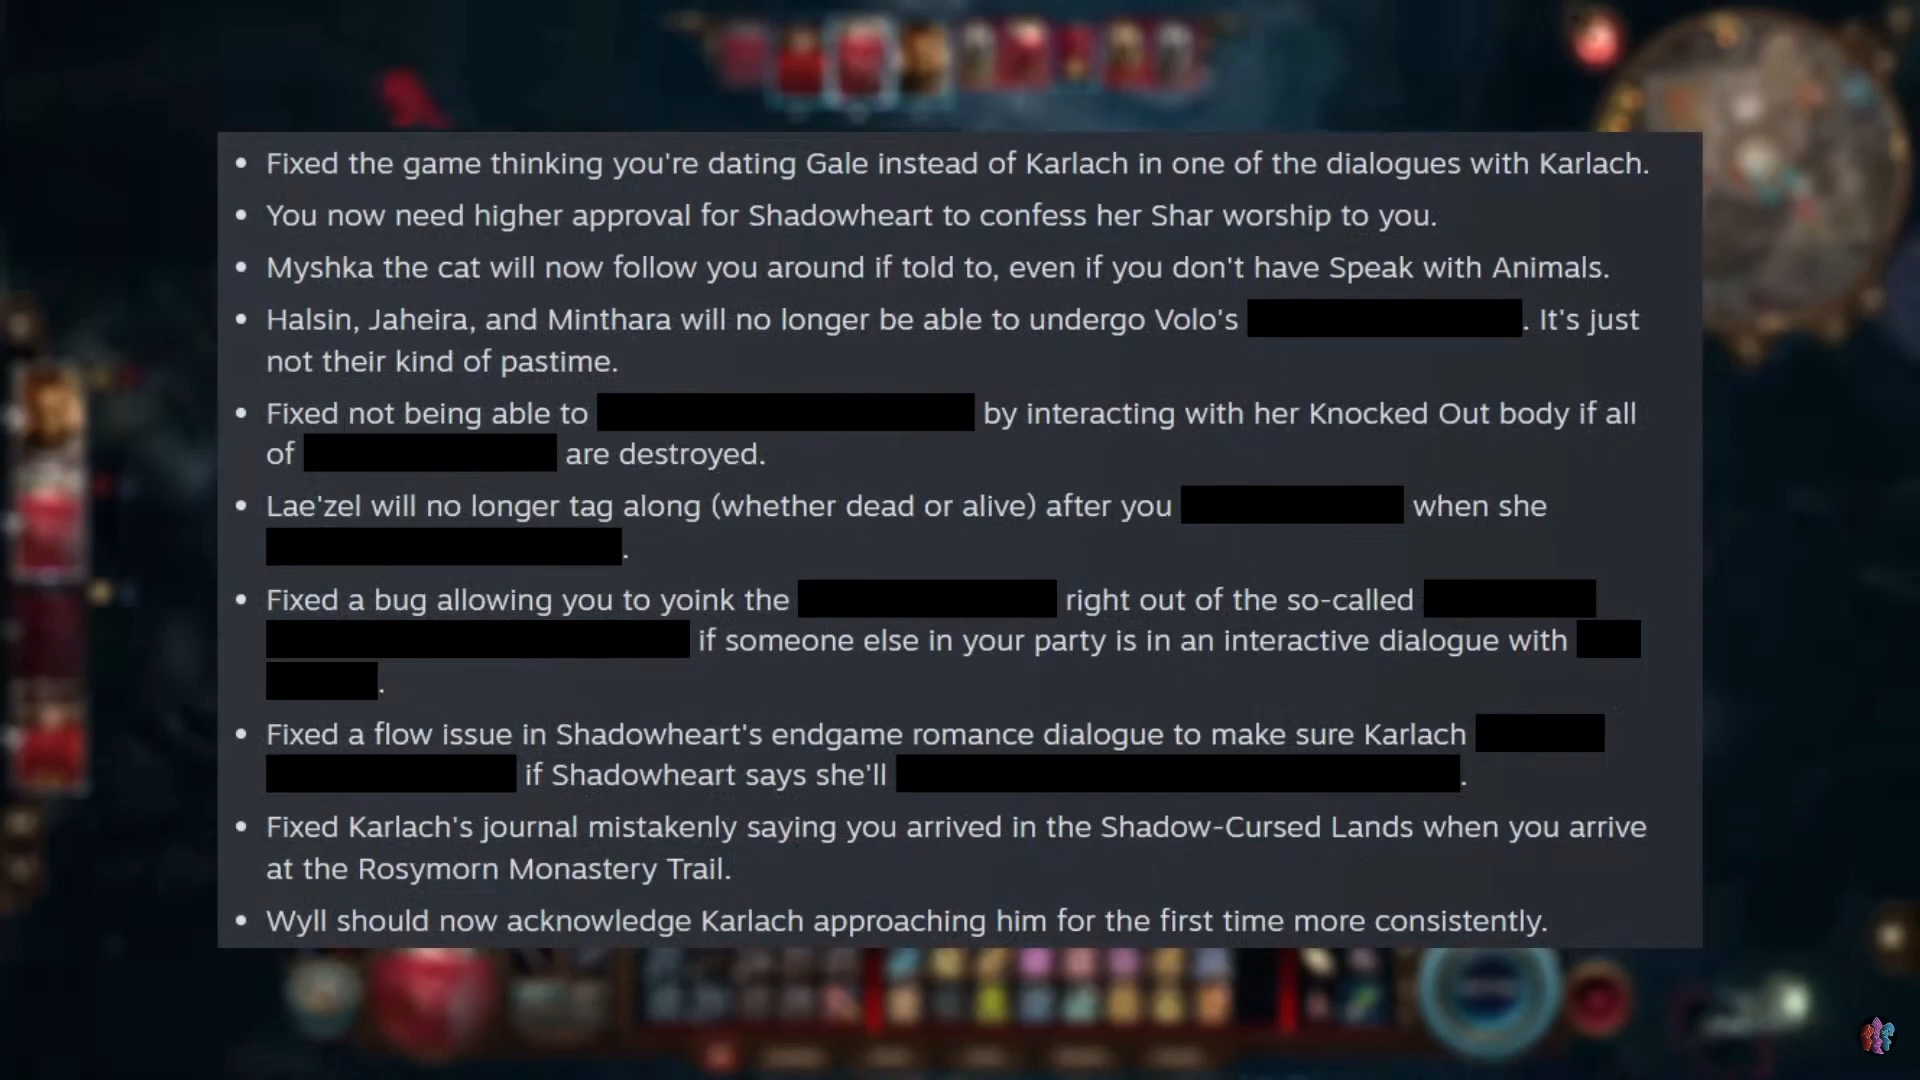 • Fixed the game thinking you're dating Gale instead of Karlach in one of the dialogues with Karlach.
• You now need higher approval for Shadowheart to confess her Shar worship to you.
• Myshka the cat will now follow you around if told to, even if you don't have Speak with Animals.
• Halsin, Jaheira, and Minthara will no longer be able to undergo Volo's . It's just
not their kind of pastime.
• Fixed not being able to by interacting with her Knocked Out body if all
of are destroyed.
• Lae'zel will no longer tag along (whether dead or alive) after you when she
.
• Fixed a bug allowing you to yoink the right out of the so-called
if someone else in your party is in an interactive dialogue with
.
• Fixed a flow issue in Shadowheart's endgame romance dialogue to make sure Karlach
if Shadowheart says she'll .
• Fixed Karlach's journal mistakenly saying you arrived in the Shadow-Cursed Lands when you arrive
at the Rosymorn Monastery Trail.
• Wyll should now acknowledge Karlach approaching him for the first time more consistently.